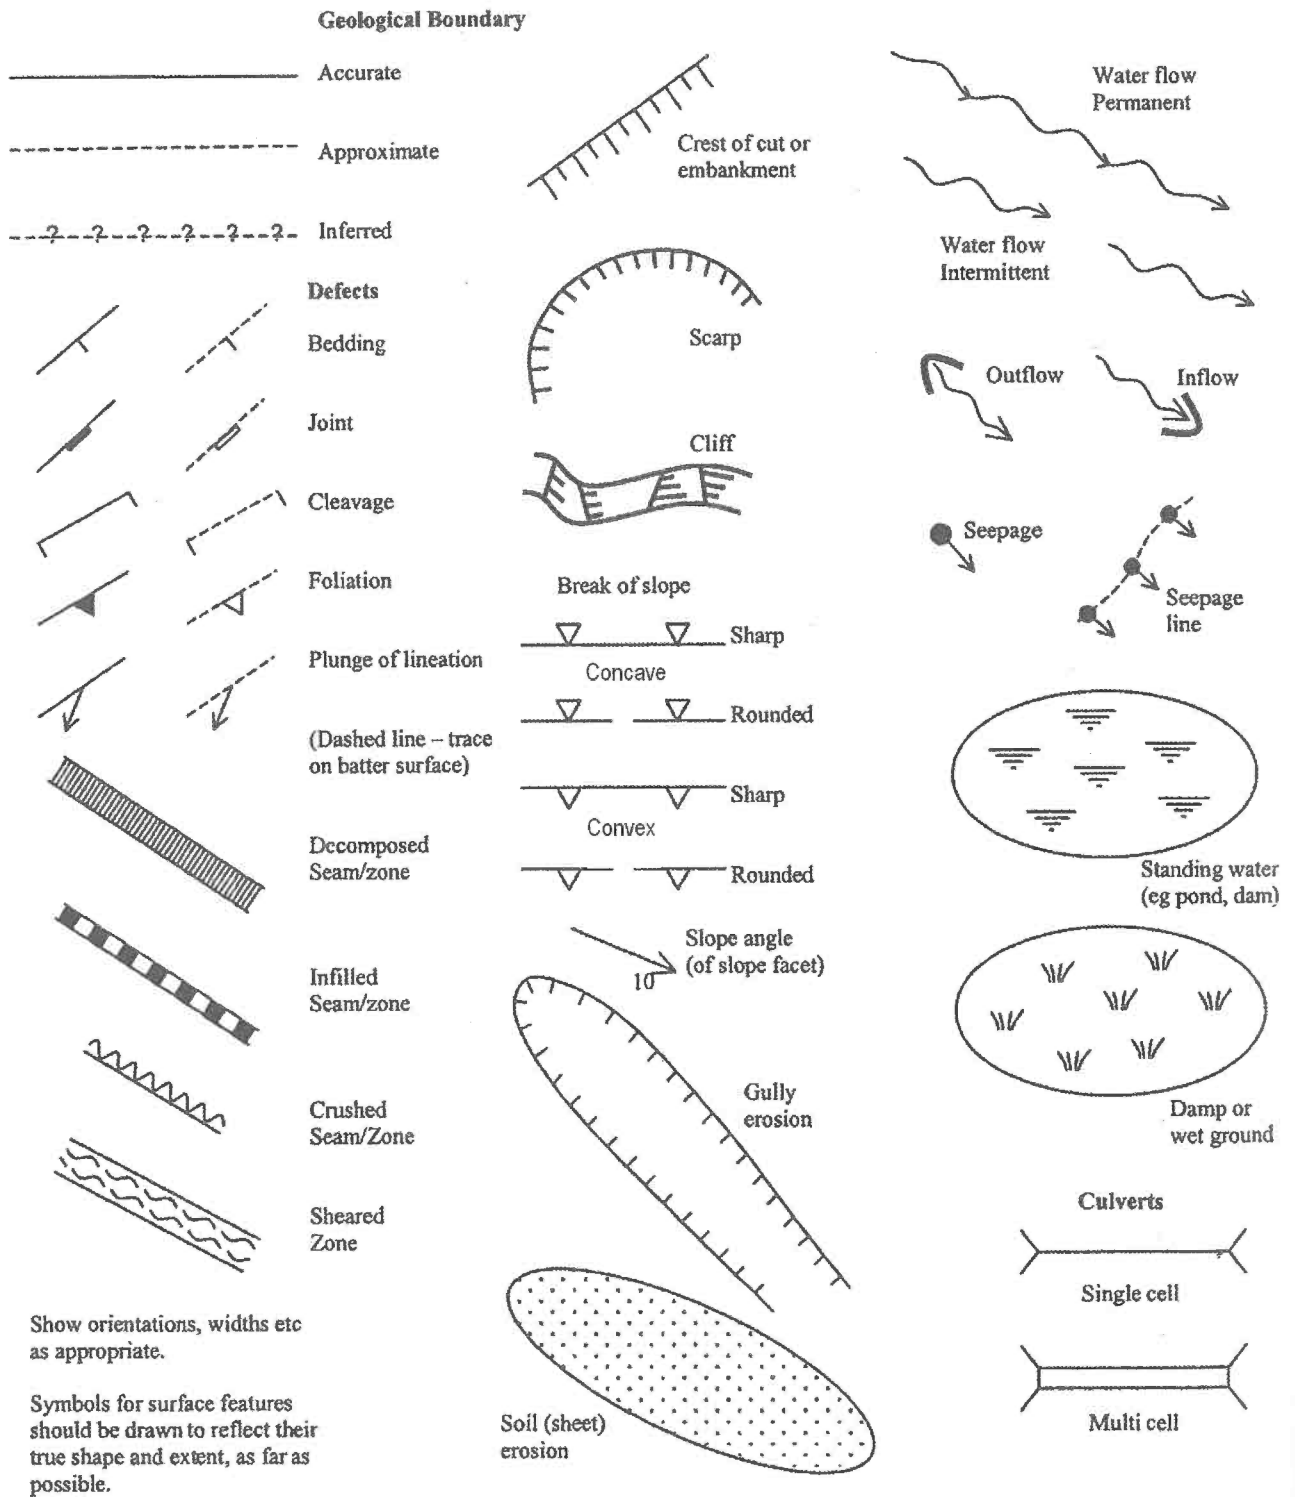 Geological Boundary
Accurate
Approximate
--?--?--?--?--?--?-- Inferred
Defects
Bedding
Joint
Cleavage
Foliation
Plunge of lineation
(Dashed line – trace
on batter surface)
Decomposed
Seam/zone
Infilled
Seam/zone
Crushed
Seam/Zone
Sheared
Zone
Show orientations, widths etc
as appropriate.
Symbols for surface features
should be drawn to reflect their
true shape and extent, as far as
possible.
Crest of cut or
embankment
Scarp
Cliff
Break of slope
Sharp
Concave
Rounded
Sharp
Convex
Rounded
Slope angle
(of slope facet)
10
Gully
erosion
Soil (sheet)
erosion
Water flow
Permanent
Water flow
Intermittent
Outflow
Inflow
Seepage
Seepage
line
Standing water
(eg pond, dam)
Damp or
wet ground
Culverts
Single cell
Multi cell